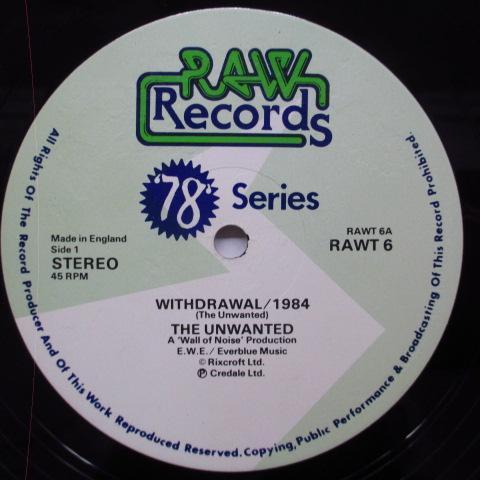 RAW
Records
'78' Series
Made in England
Side 1
STEREO
45 RPM
RAWT 6A
RAWT 6
WITHDRAWAL/1984
(The Unwanted)
THE UNWANTED
A 'Wall of Noise' Production
E.W.E./Everblue Music
© Rixcroft Ltd.
℗ Credale Ltd.
All Rights Of The Record Producer And Of This Work Reproduced Reserved. Copying, Public Performance & Broadcasting Of This Record Prohibited.